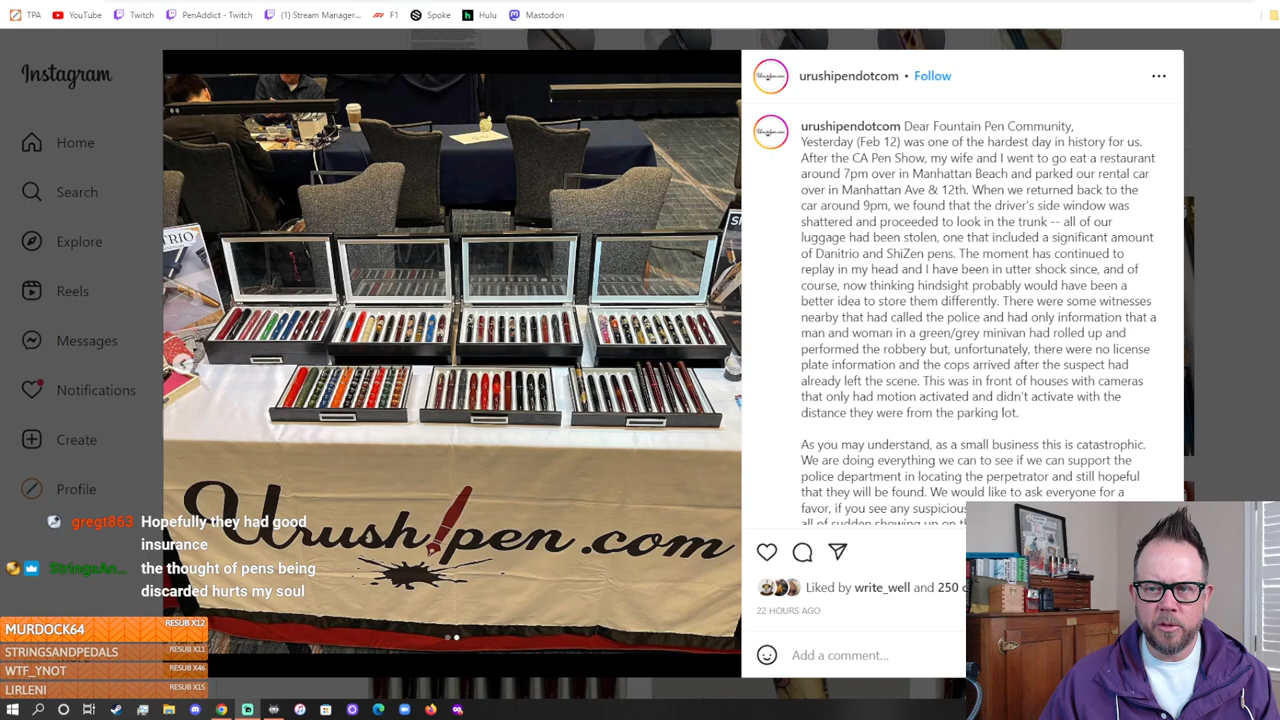 TPA
YouTube
Twitch
PenAddict - Twitch
(1) Stream Manager...
F1
Spoke
Hulu
Mastodon
Instagram
Home
Search
Explore
Reels
Messages
Notifications
Create
Profile
urushipendotcom • Follow
urushipendotcom Dear Fountain Pen Community,
Yesterday (Feb 12) was one of the hardest day in history for us.
After the CA Pen Show, my wife and I went to go eat a restaurant
around 7pm over in Manhattan Beach and parked our rental car
over in Manhattan Ave & 12th. When we returned back to the
car around 9pm, we found that the driver's side window was
shattered and proceeded to look in the trunk -- all of our
luggage had been stolen, one that included a significant amount
of Danitrio and ShiZen pens. The moment has continued to
replay in my head and I have been in utter shock since, and of
course, now thinking hindsight probably would have been a
better idea to store them differently. There were some witnesses
nearby that had called the police and had only information that a
man and woman in a green/grey minivan had rolled up and
performed the robbery but, unfortunately, there were no license
plate information and the cops arrived after the suspect had
already left the scene. This was in front of houses with cameras
that only had motion activated and didn't activate with the
distance they were from the parking lot.
As you may understand, as a small business this is catastrophic.
We are doing everything we can to see if we can support the
police department in locating the perpetrator and still hopeful
that they will be found. We would like to ask everyone for a
favor, if you see any suspicious
all of sudden showing up on
Liked by write_well and 250
22 HOURS AGO
Add a comment...
TRIO
Urushipen.com
gregt863 Hopefully they had good
insurance
StringsAn... the thought of pens being
discarded hurts my soul
MURDOCK64 RESUB X12
STRINGSANDPEDALS RESUB X11
WTF_YNOT RESUB X46
LIRLENI RESUB X15